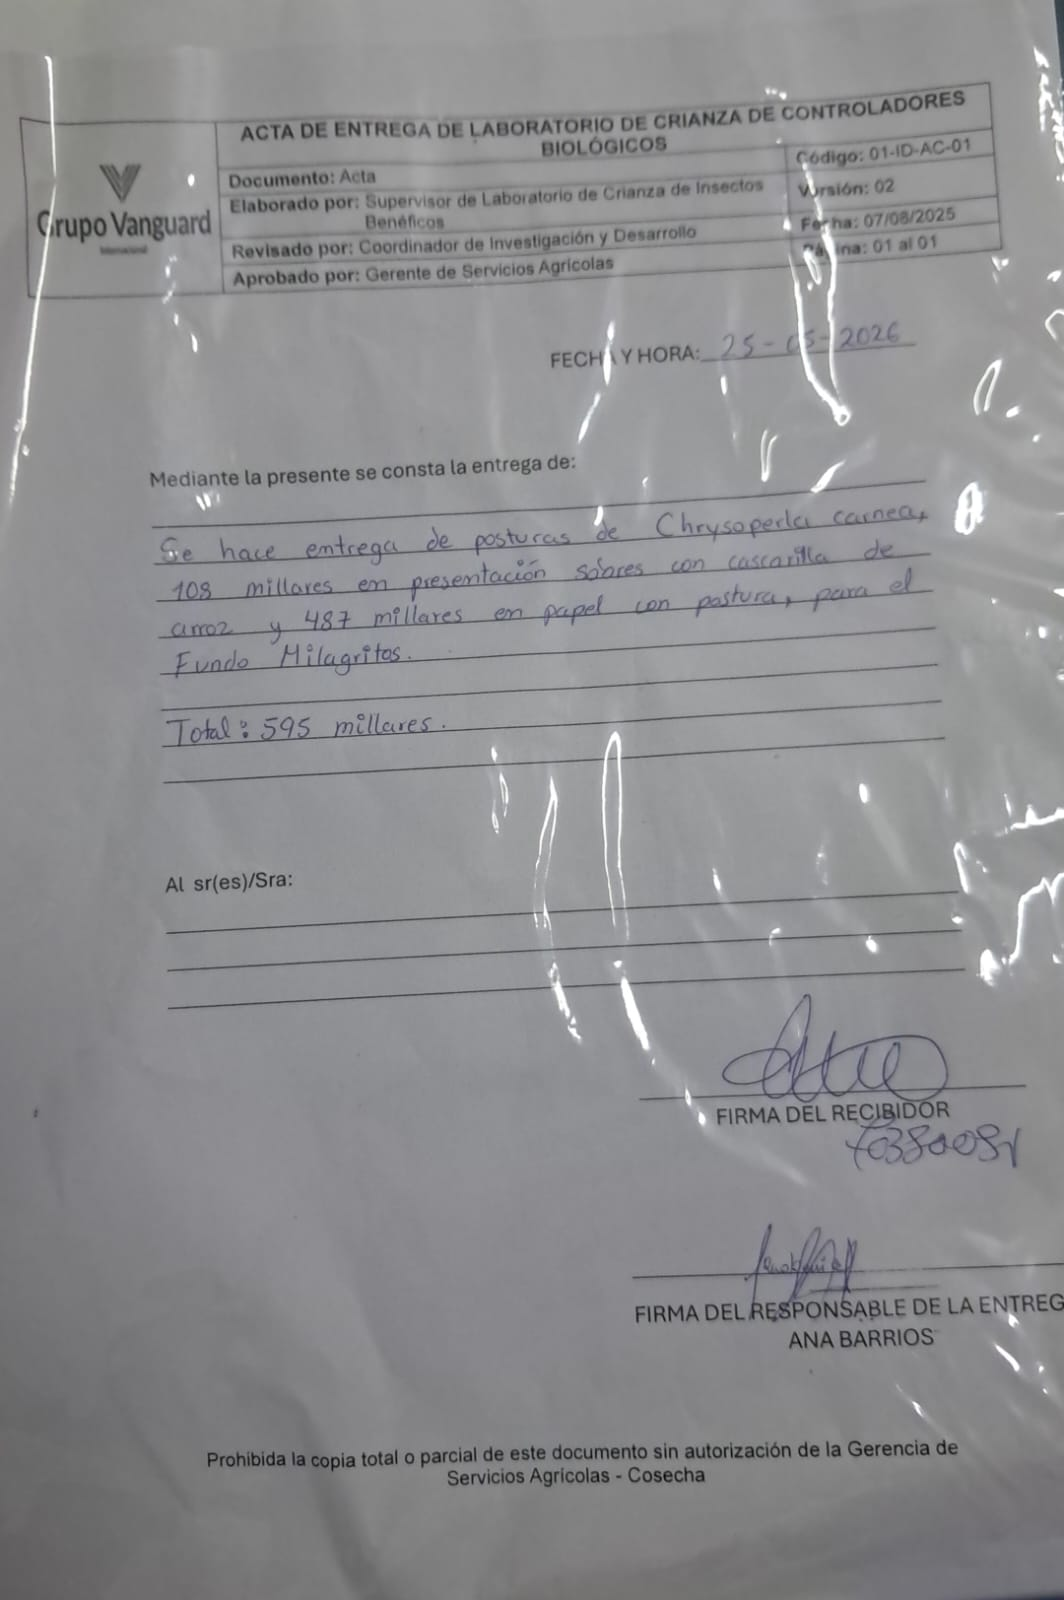 ACTA DE ENTREGA DE LABORATORIO DE CRIANZA DE CONTROLADORES
BIOLÓGICOS
Grupo Vanguard
Internacional
Documento: Acta
Código: 01-ID-AC-01
Elaborado por: Supervisor de Laboratorio de Crianza de Insectos
Benéficos
Versión: 02
Fecha: 07/08/2025
Revisado por: Coordinador de Investigación y Desarrollo
Página: 01 al 01
Aprobado por: Gerente de Servicios Agrícolas
FECHA Y HORA: 25-05-2026
Mediante la presente se consta la entrega de:
Se hace entrega de posturas de Chrysoperla carnea,
108 millares en presentación sobres con cascarilla de
arroz y 487 millares en papel con postura, para el
Fundo Milagritos.
Total: 595 millares.
Al sr(es)/Sra:
FIRMA DEL RECIBIDOR
FIRMA DEL RESPONSABLE DE LA ENTREG
ANA BARRIOS
Prohibida la copia total o parcial de este documento sin autorización de la Gerencia de
Servicios Agrícolas - Cosecha